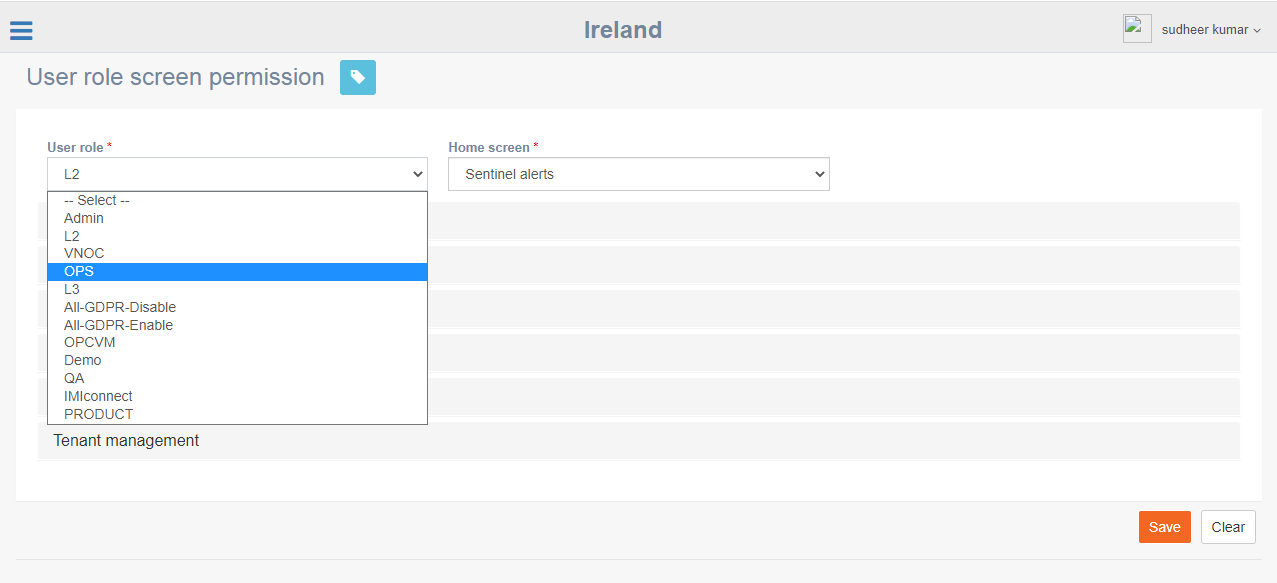 Ireland
sudheer kumar
User role screen permission
User role * Home screen *
L2 Sentinel alerts
-- Select --
Admin
L2
VNOC
OPS
L3
All-GDPR-Disable
All-GDPR-Enable
OPCVM
Demo
QA
IMIconnect
PRODUCT
Tenant management
Save Clear